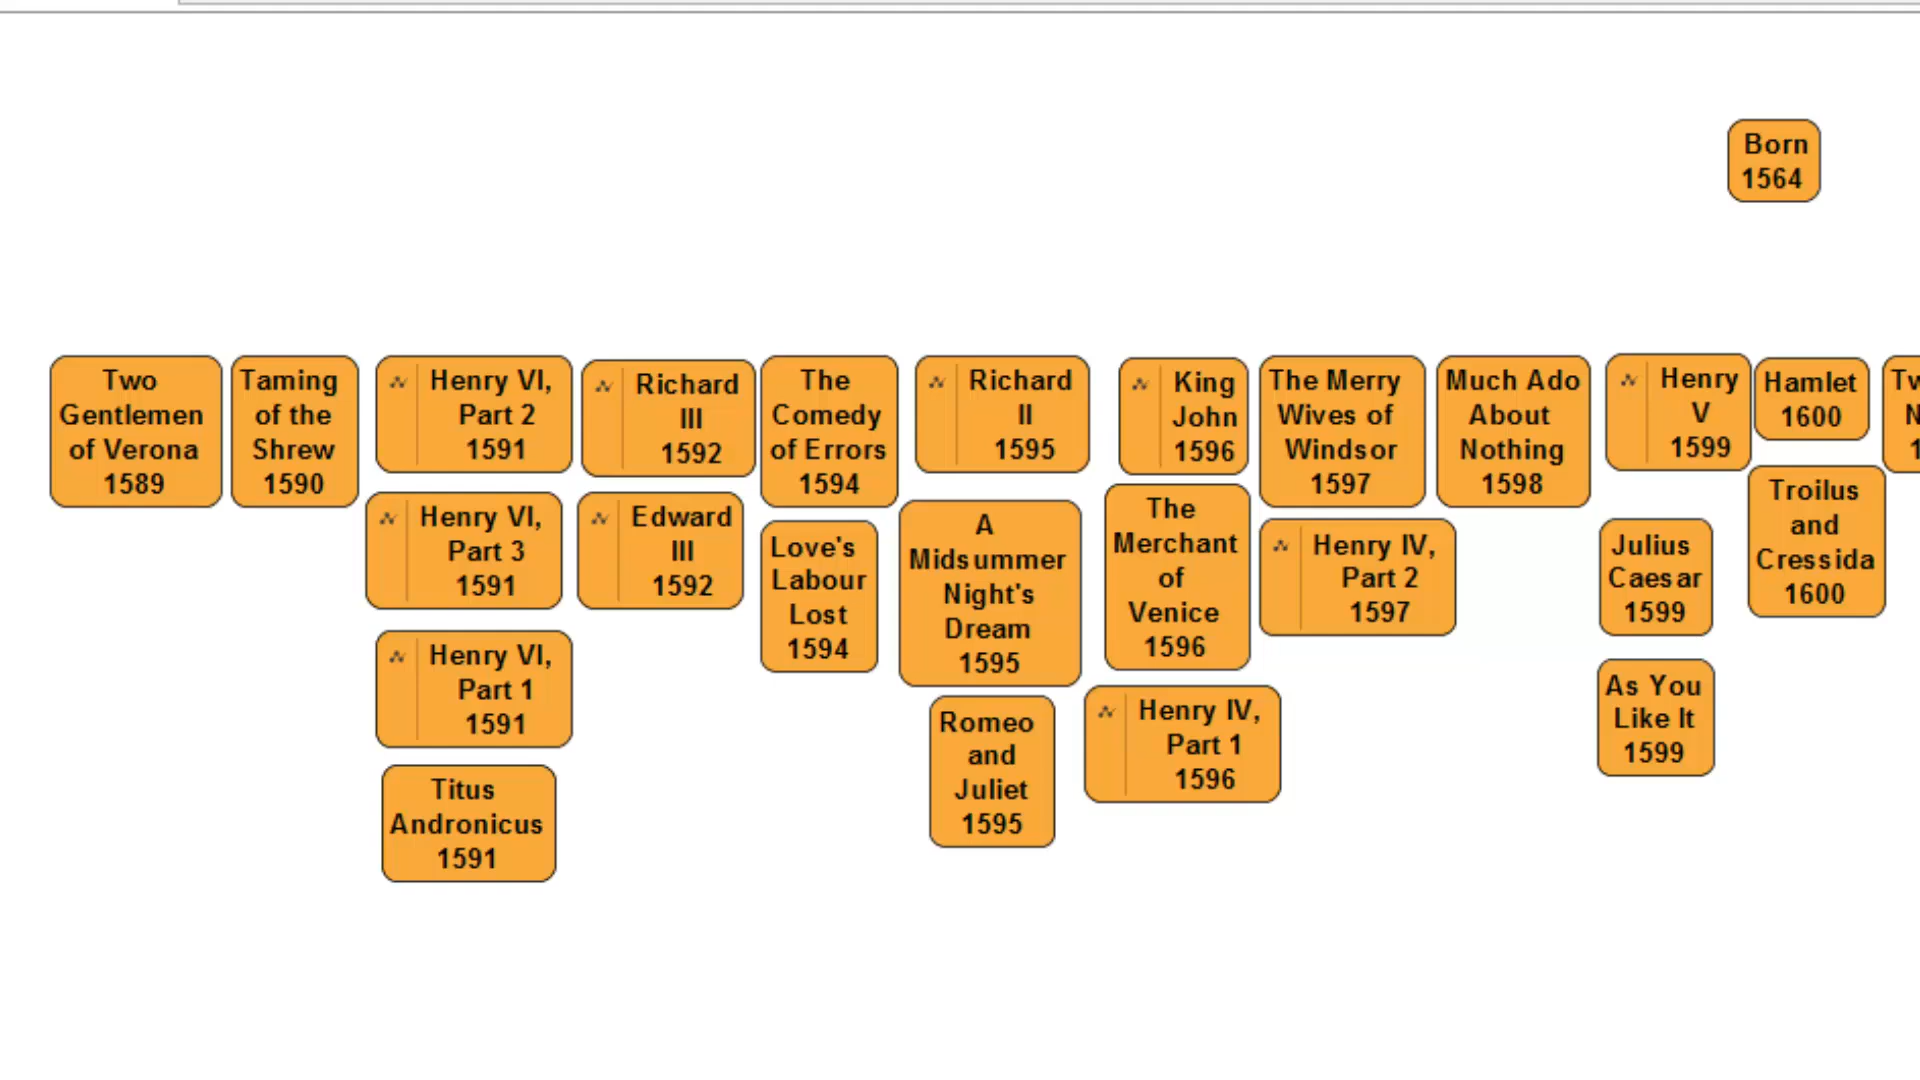 Born
1564
Two
Gentlemen
of Verona
1589
Taming
of the
Shrew
1590
Henry VI,
Part 2
1591
Richard
III
1592
The
Comedy
of Errors
1594
Richard
II
1595
King
John
1596
The Merry
Wives of
Windsor
1597
Much Ado
About
Nothing
1598
Henry
V
1599
Hamlet
1600
Henry VI,
Part 3
1591
Edward
III
1592
Love's
Labour
Lost
1594
A
Midsummer
Night's
Dream
1595
The
Merchant
of
Venice
1596
Henry IV,
Part 2
1597
Julius
Caesar
1599
Troilus
and
Cressida
1600
Henry VI,
Part 1
1591
Romeo
and
Juliet
1595
Henry IV,
Part 1
1596
As You
Like It
1599
Titus
Andronicus
1591